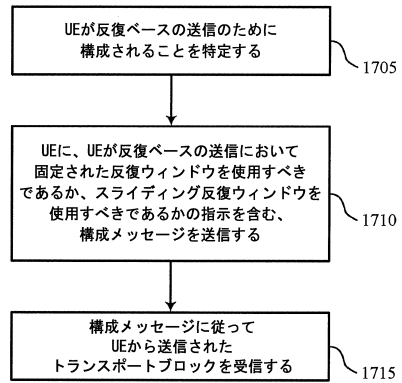 UEが反復ベースの送信のために
構成されることを特定する
1705
UEに、UEが反復ベースの送信において
固定された反復ウィンドウを使用すべき
であるか、スライディング反復ウィンドウを
使用すべきであるかの指示を含む、
構成メッセージを送信する
1710
構成メッセージに従って
UEから送信された
トランスポートブロックを受信する
1715